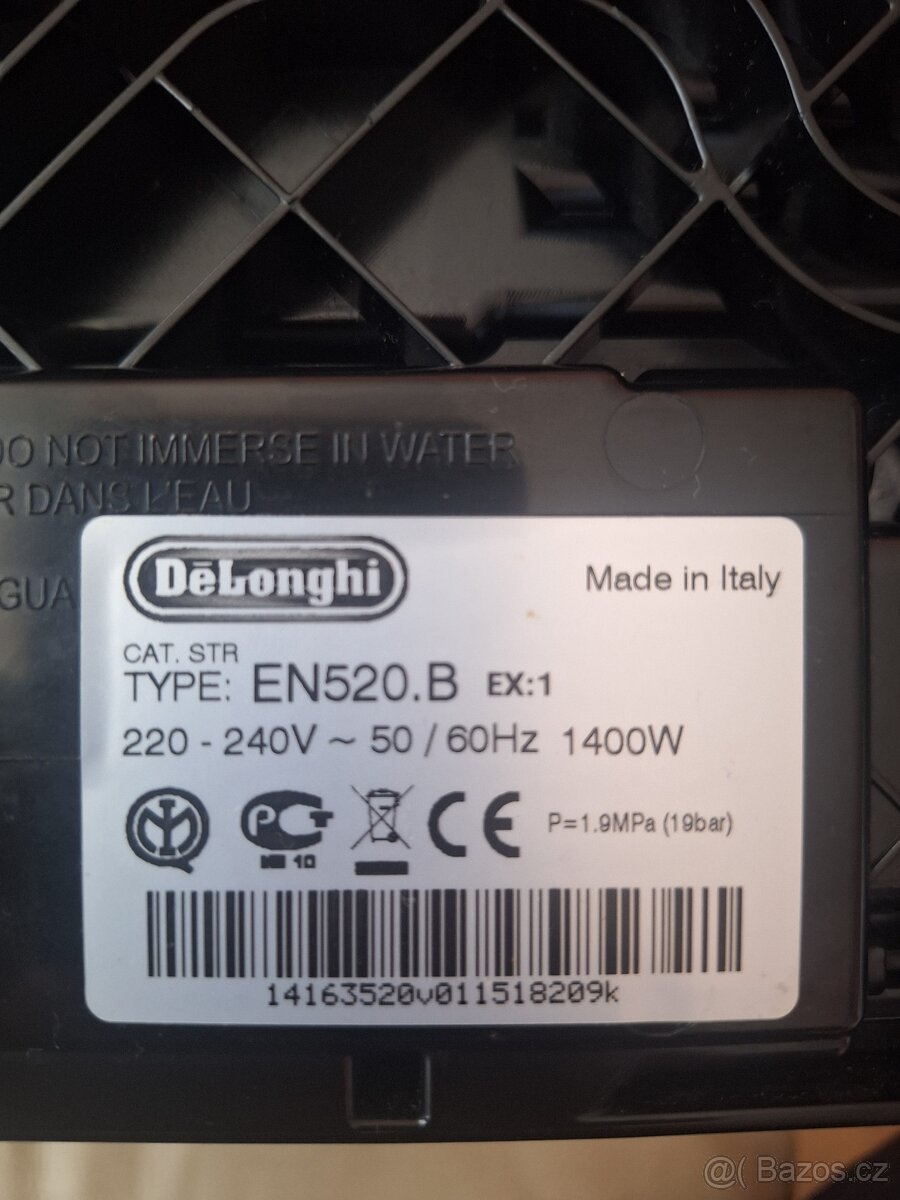 DO NOT IMMERSE IN WATER
R DANS L'EAU
GUA
DēLonghi
Made in Italy
CAT. STR
TYPE: EN520.B EX:1
220 - 240V ~ 50 / 60Hz 1400W
CE P=1.9MPa (19bar)
14163520v011518209k
@( Bazos.cz